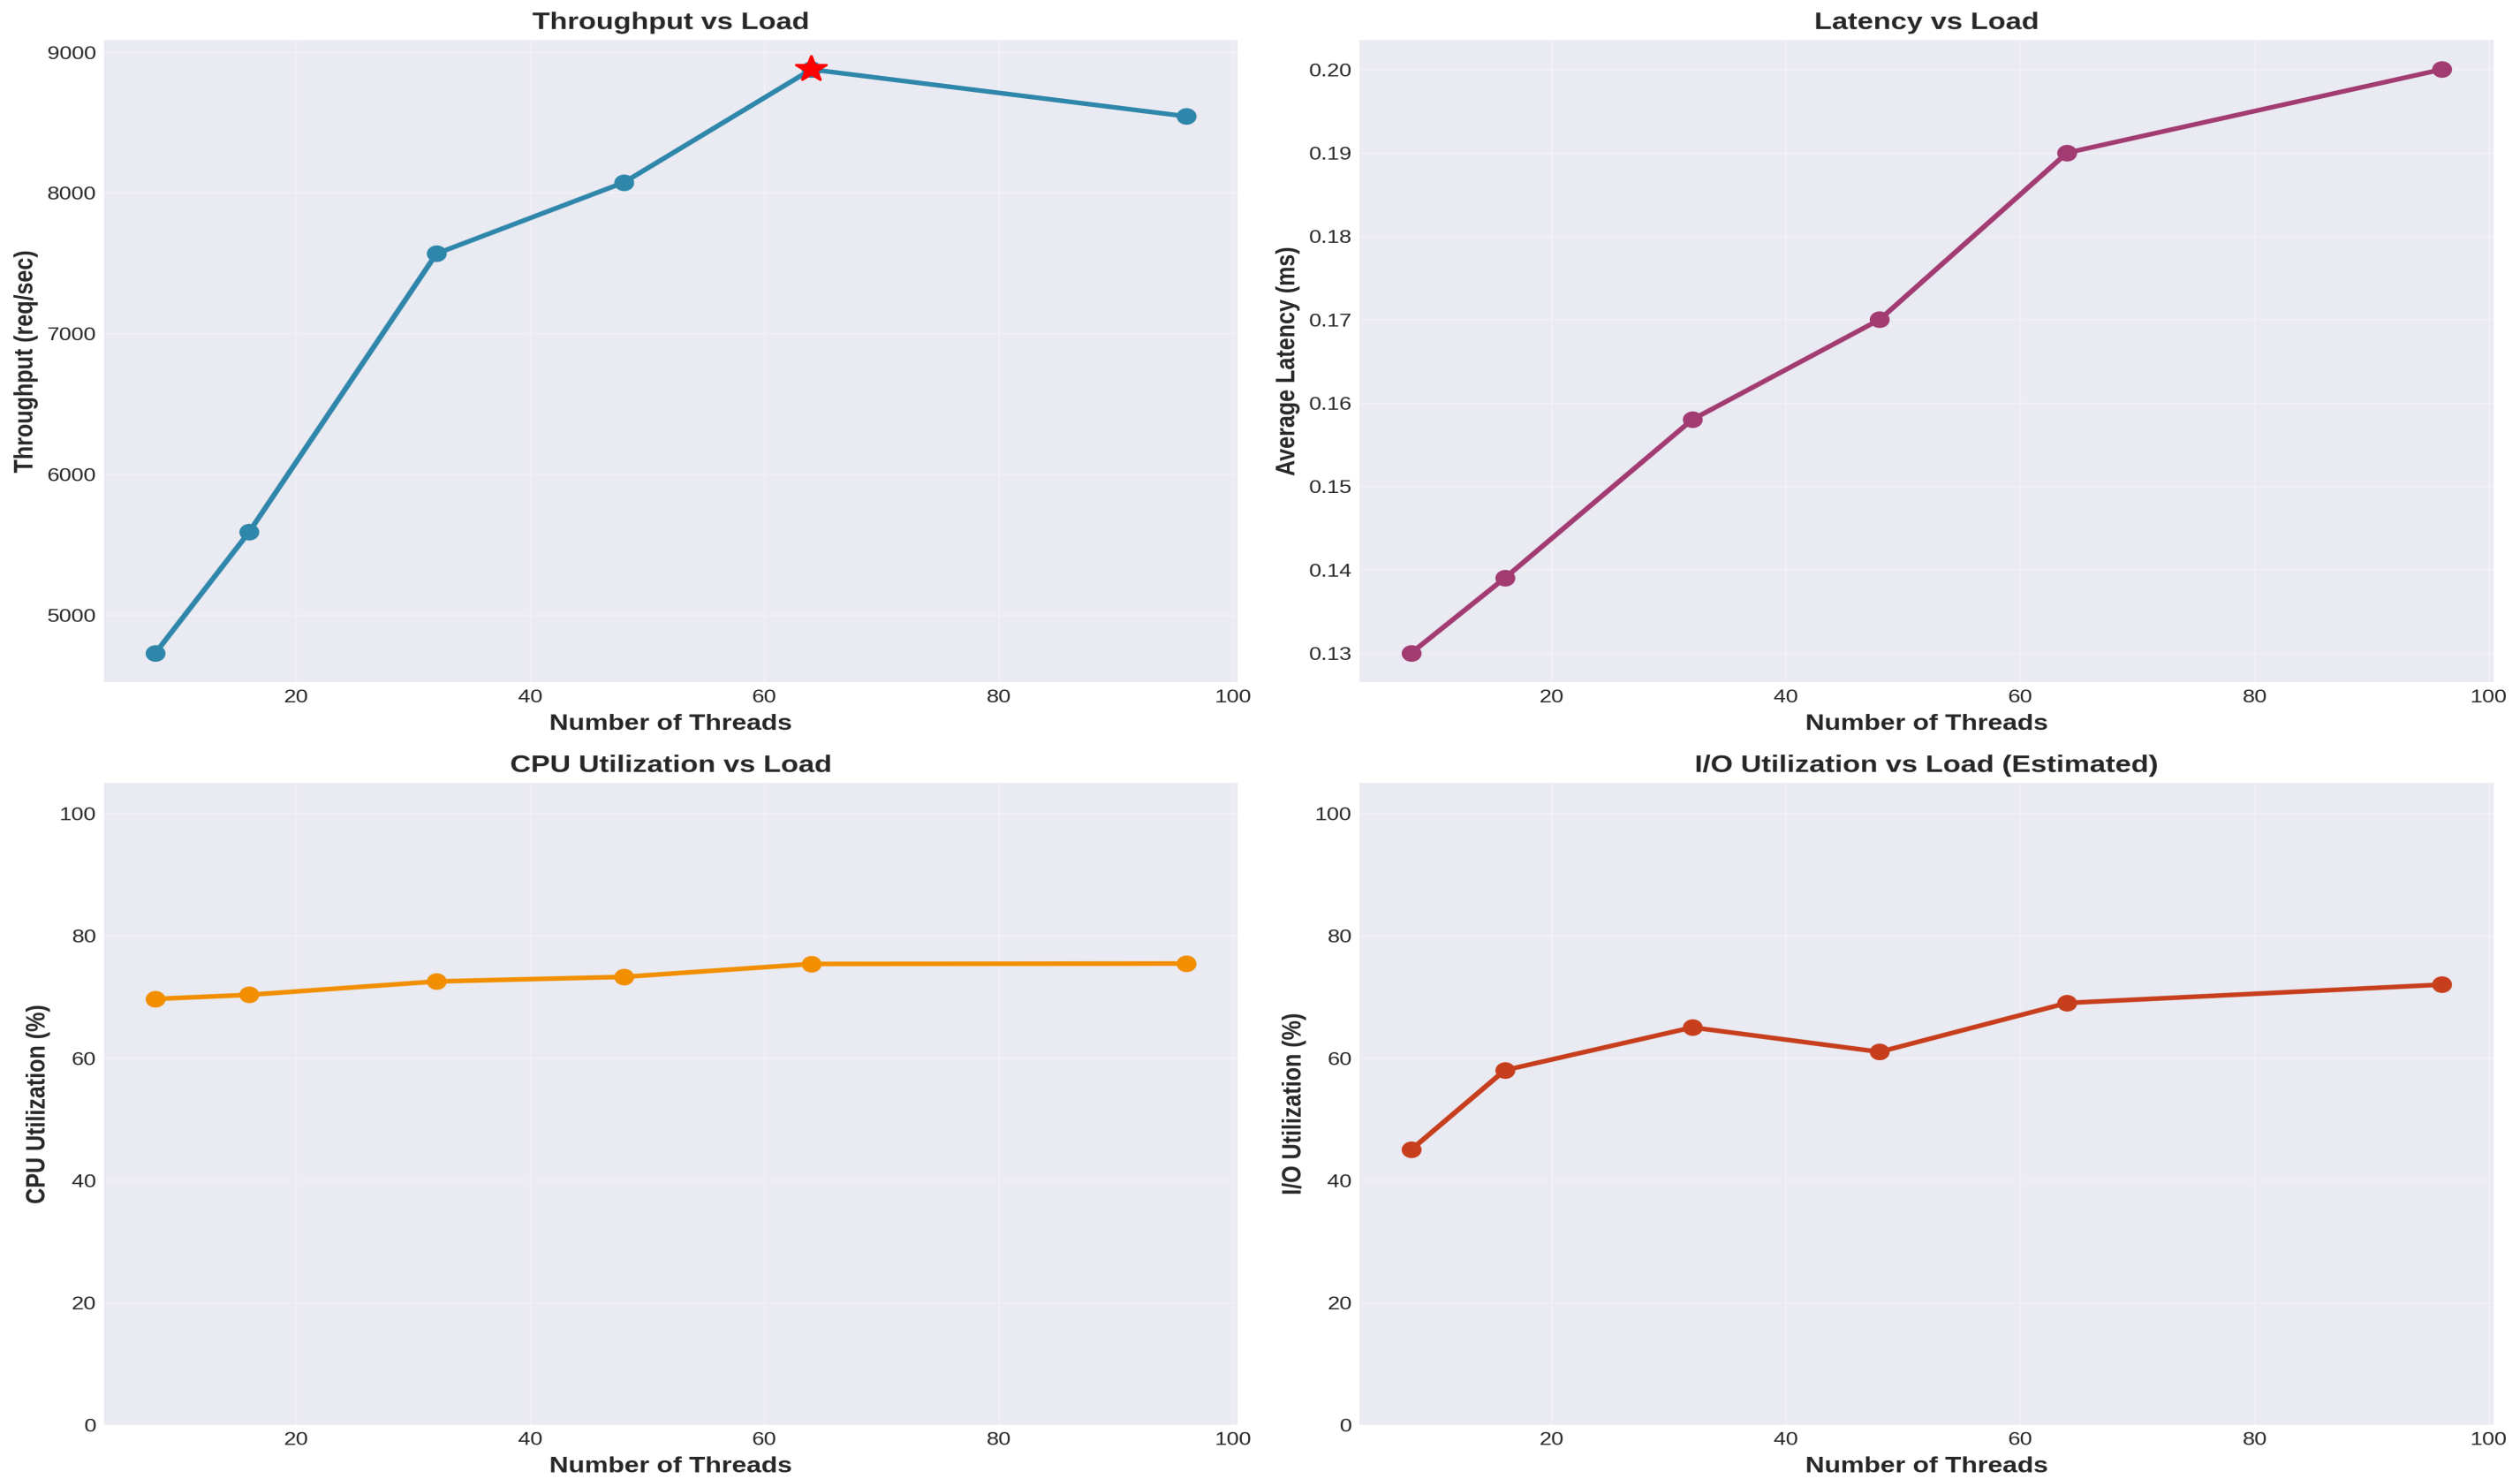 Throughput vs Load
9000
8000
7000
6000
5000
Throughput (req/sec)
20 40 60 80 100
Number of Threads
Latency vs Load
0.20
0.19
0.18
0.17
0.16
0.15
0.14
0.13
Average Latency (ms)
20 40 60 80 100
Number of Threads
CPU Utilization vs Load
100
80
60
40
20
0
CPU Utilization (%)
20 40 60 80 100
Number of Threads
I/O Utilization vs Load (Estimated)
100
80
60
40
20
0
I/O Utilization (%)
20 40 60 80 100
Number of Threads